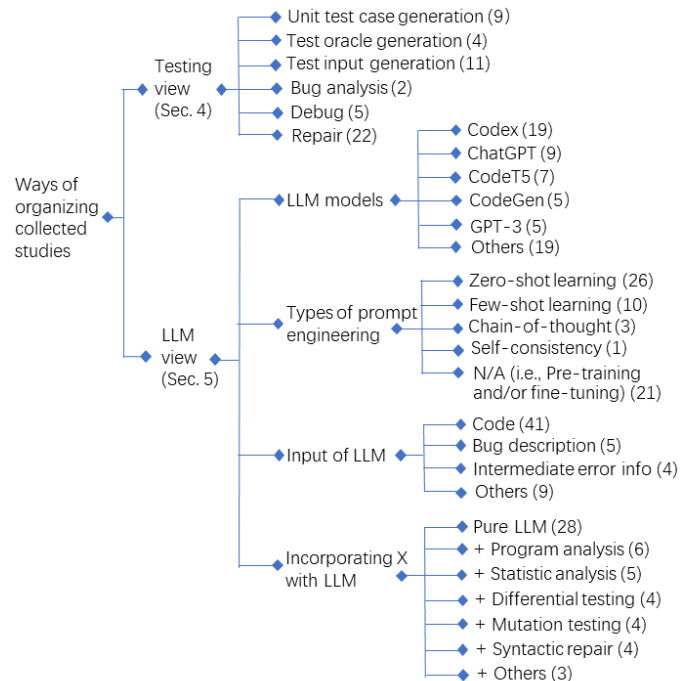 Ways of
organizing
collected
studies
Testing
view
(Sec. 4)
Unit test case generation (9)
Test oracle generation (4)
Test input generation (11)
Bug analysis (2)
Debug (5)
Repair (22)
LLM
view
(Sec. 5)
LLM models
Codex (19)
ChatGPT (9)
CodeT5 (7)
CodeGen (5)
GPT-3 (5)
Others (19)
Types of prompt
engineering
Zero-shot learning (26)
Few-shot learning (10)
Chain-of-thought (3)
Self-consistency (1)
N/A (i.e., Pre-training
and/or fine-tuning) (21)
Input of LLM
Code (41)
Bug description (5)
Intermediate error info (4)
Others (9)
Incorporating X
with LLM
Pure LLM (28)
+ Program analysis (6)
+ Statistic analysis (5)
+ Differential testing (4)
+ Mutation testing (4)
+ Syntactic repair (4)
+ Others (3)